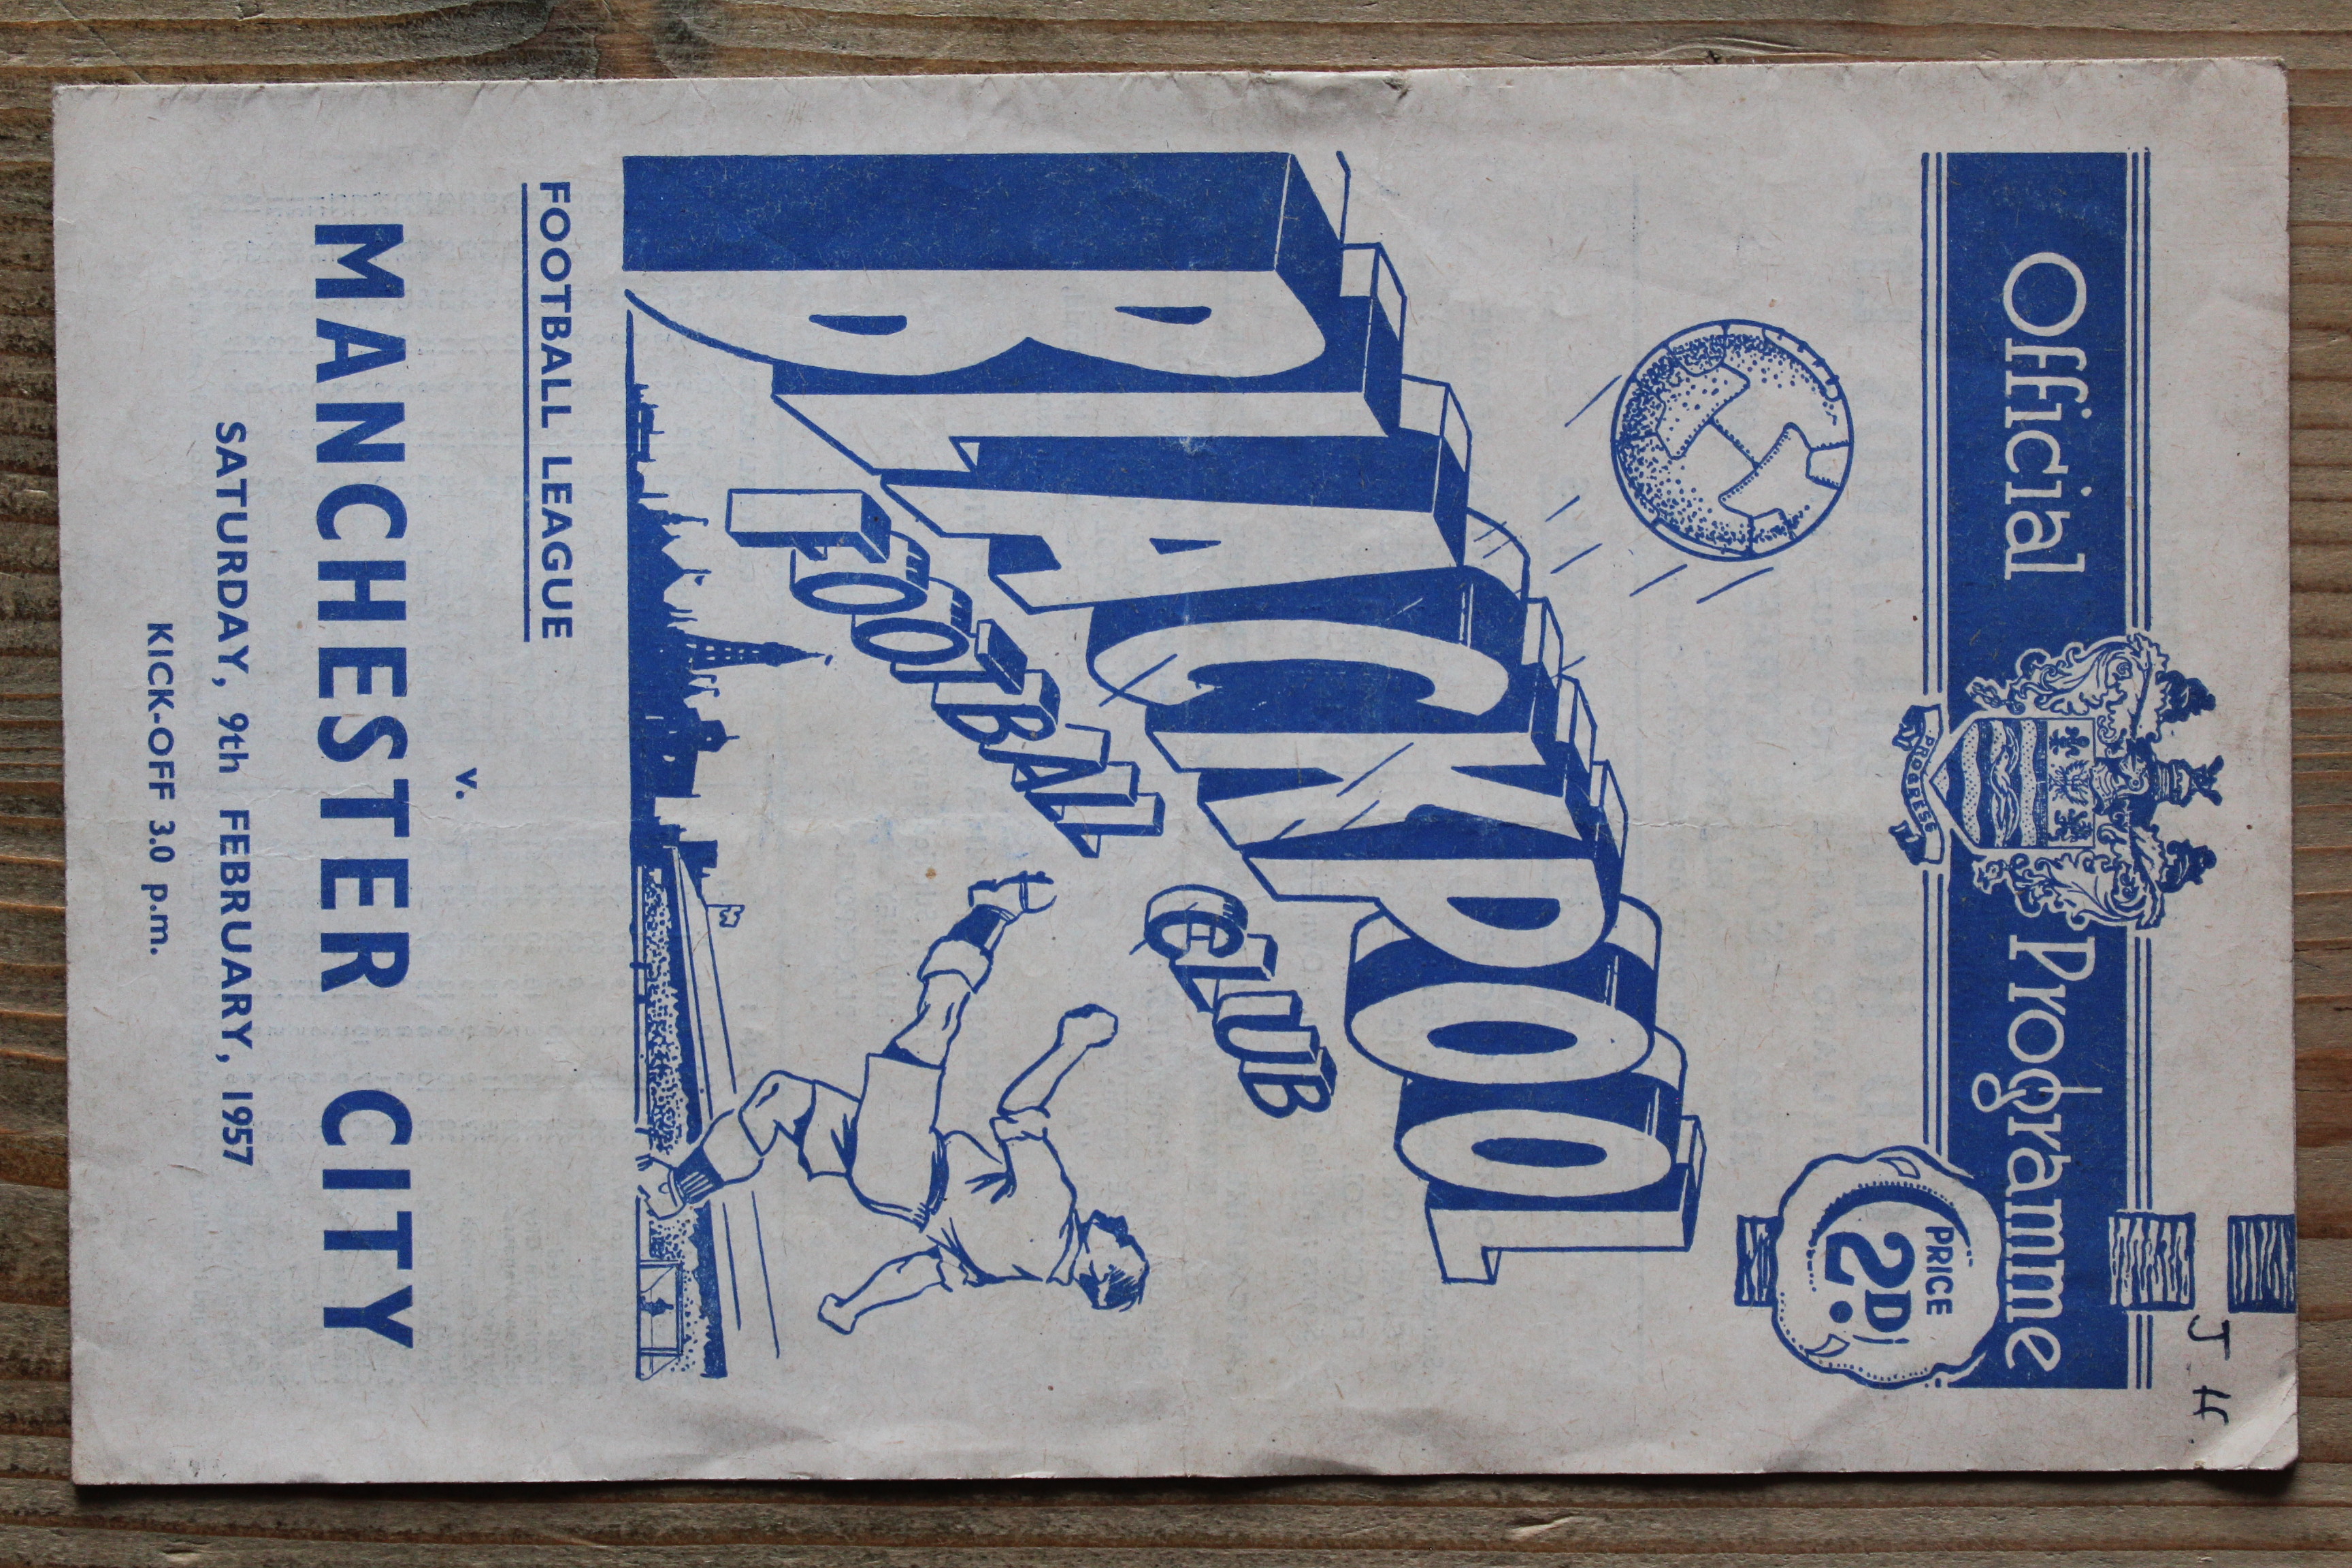 Official Programme
PROGRESS
PRICE
2D.
BLACKPOOL
FOOTBALL CLUB
FOOTBALL LEAGUE
v.
MANCHESTER CITY
SATURDAY, 9th FEBRUARY, 1957
KICK-OFF 3.0 p.m.